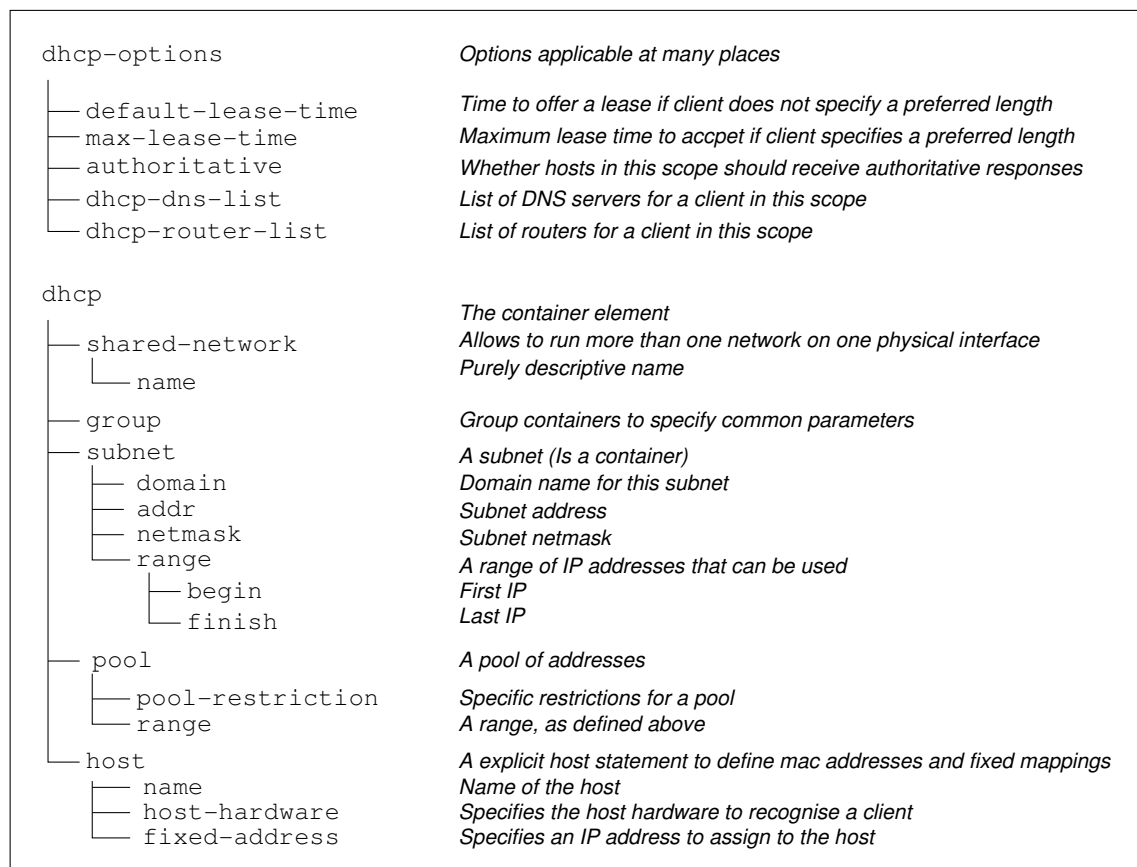 dhcp-options Options applicable at many places
default-lease-time Time to offer a lease if client does not specify a preferred length
max-lease-time Maximum lease time to accpet if client specifies a preferred length
authoritative Whether hosts in this scope should receive authoritative responses
dhcp-dns-list List of DNS servers for a client in this scope
dhcp-router-list List of routers for a client in this scope
dhcp The container element
shared-network Allows to run more than one network on one physical interface
name Purely descriptive name
group Group containers to specify common parameters
subnet A subnet (Is a container)
domain Domain name for this subnet
addr Subnet address
netmask Subnet netmask
range A range of IP addresses that can be used
begin First IP
finish Last IP
pool A pool of addresses
pool-restriction Specific restrictions for a pool
range A range, as defined above
host A explicit host statement to define mac addresses and fixed mappings
name Name of the host
host-hardware Specifies the host hardware to recognise a client
fixed-address Specifies an IP address to assign to the host